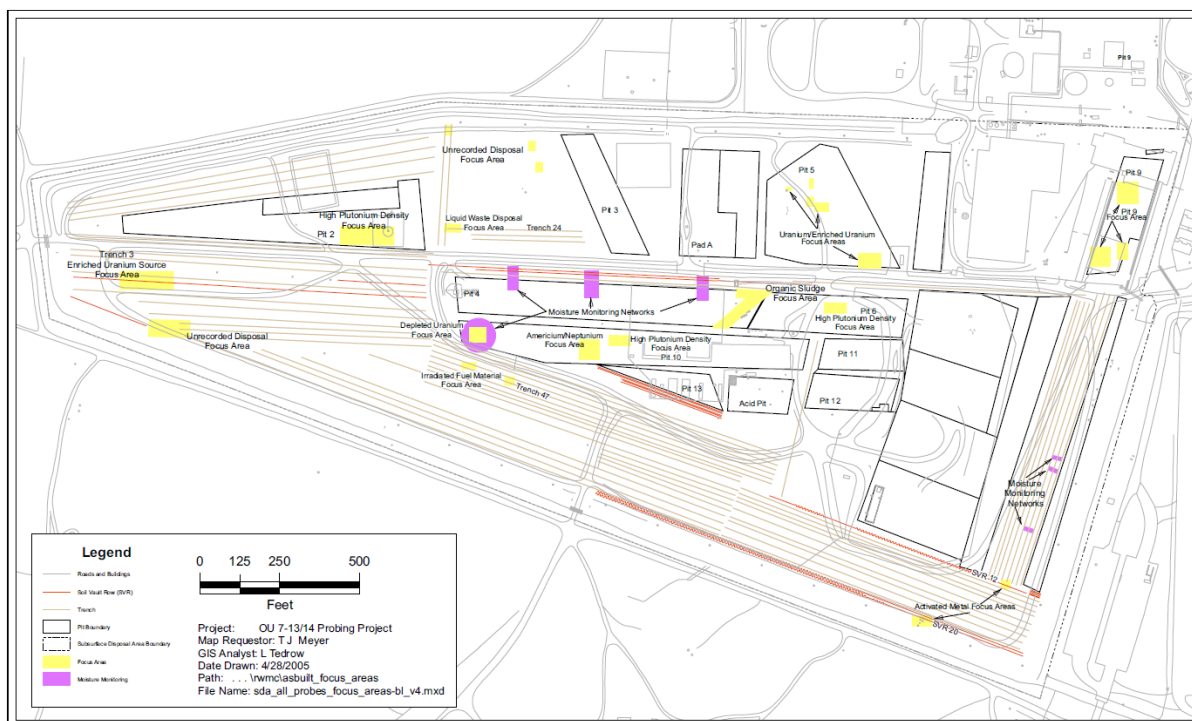 Pit 9
Unrecorded Disposal
Focus Area
Pit 5
Pit 9
High Plutonium Density
Focus Area
Pit 2
Liquid Waste Disposal
Focus Area
Trench 24
Pit 3
Pad A
Uranium/Enriched Uranium
Focus Areas
Pit 9
Focus Area
Trench 3
Enriched Uranium Source
Focus Area
Pit 4
Organic Sludge
Focus Area
Moisture Monitoring Networks
Pit 6
High Plutonium Density
Focus Area
Depleted Uranium
Focus Area
Unrecorded Disposal
Focus Area
Americium/Neptunium
Focus Area
High Plutonium Density
Focus Area
Pit 10
Pit 11
Irradiated Fuel Material
Focus Area
Trench 47
Pit 13
Acid Pit
Pit 12
Moisture
Monitoring
Networks
SVR 12
Activated Metal Focus Areas
SVR 20
Legend
Roads and Buildings
Soil Vault Row (SVR)
Trench
Pit Boundary
Subsurface Disposal Area Boundary
Focus Area
Moisture Monitoring
0 125 250 500
Feet
Project: OU 7-13/14 Probing Project
Map Requestor: T J Meyer
GIS Analyst: L Tedrow
Date Drawn: 4/28/2005
Path: . . . \rwmc\asbuilt_focus_areas
File Name: sda_all_probes_focus_areas-bl_v4.mxd